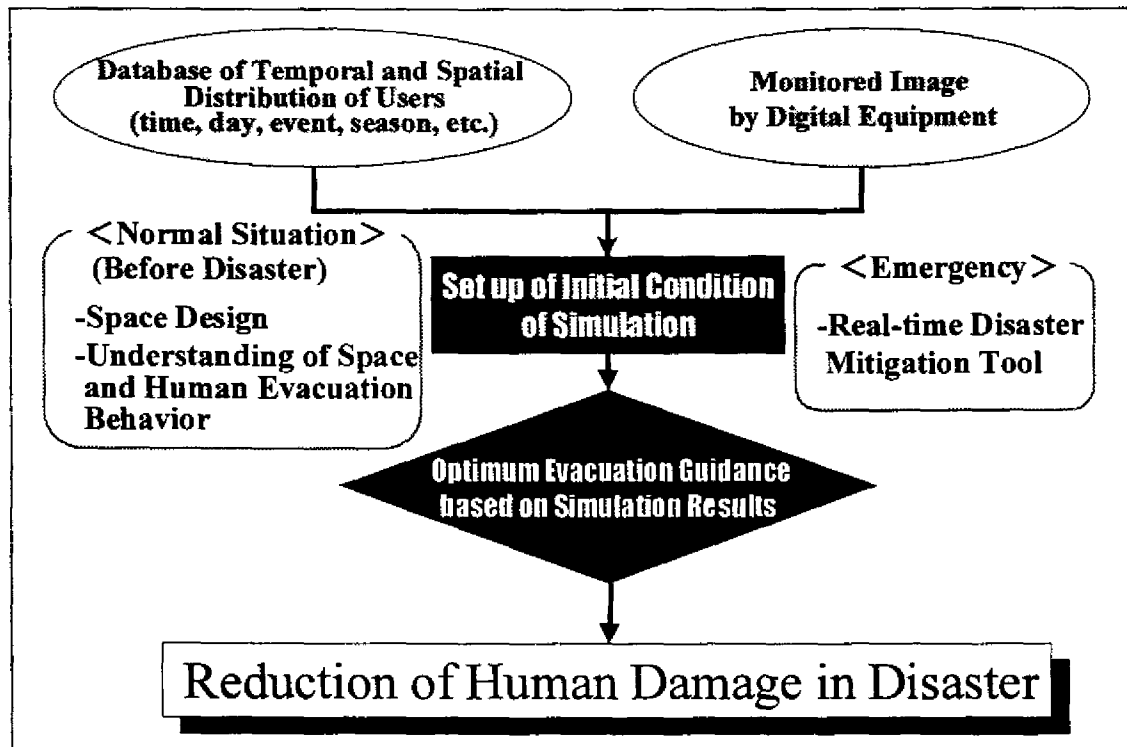 Database of Temporal and Spatial
Distribution of Users
(time, day, event, season, etc.)
Monitored Image
by Digital Equipment
<Normal Situation>
(Before Disaster)
-Space Design
-Understanding of Space
and Human Evacuation
Behavior
Set up of Initial Condition
of Simulation
<Emergency>
-Real-time Disaster
Mitigation Tool
Optimum Evacuation Guidance
based on Simulation Results
Reduction of Human Damage in Disaster